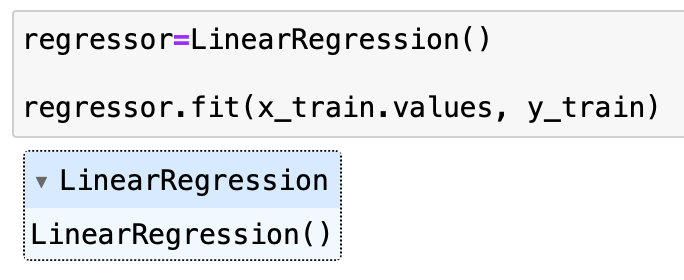 regressor=LinearRegression()
regressor.fit(x_train.values, y_train)
▾ LinearRegression
LinearRegression()